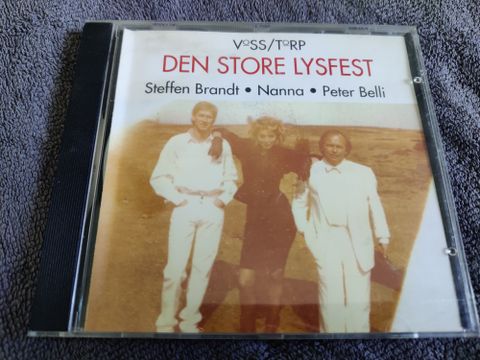 VOSS/TORP
DEN STORE LYSFEST
Steffen Brandt • Nanna • Peter Belli